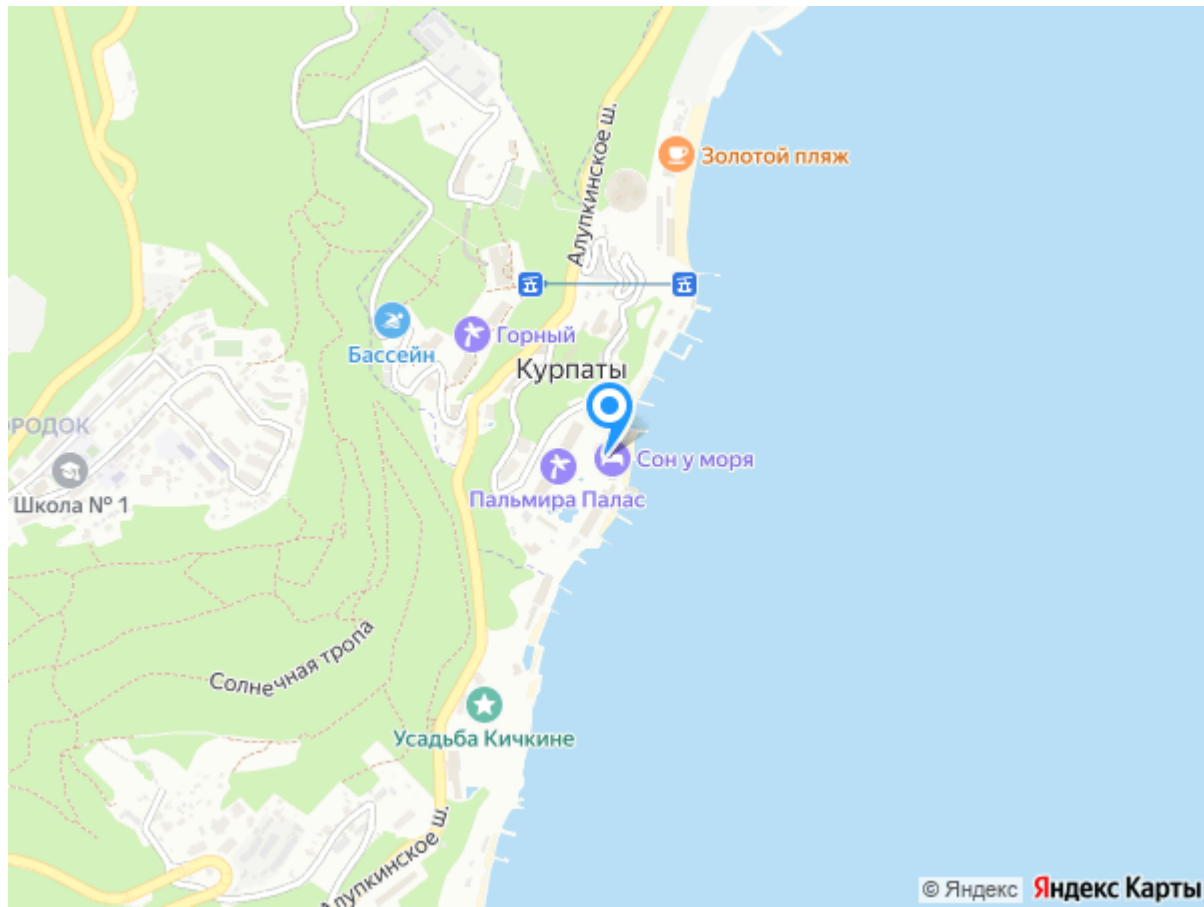 Золотой пляж
Алупкинское ш.
Бассейн
Горный
Курпаты
РОДОК
Школа № 1
Сон у моря
Пальмира Палас
Солнечная тропа
Усадьба Кичкине
Алупкинское ш.
© Яндекс Яндекс Карты